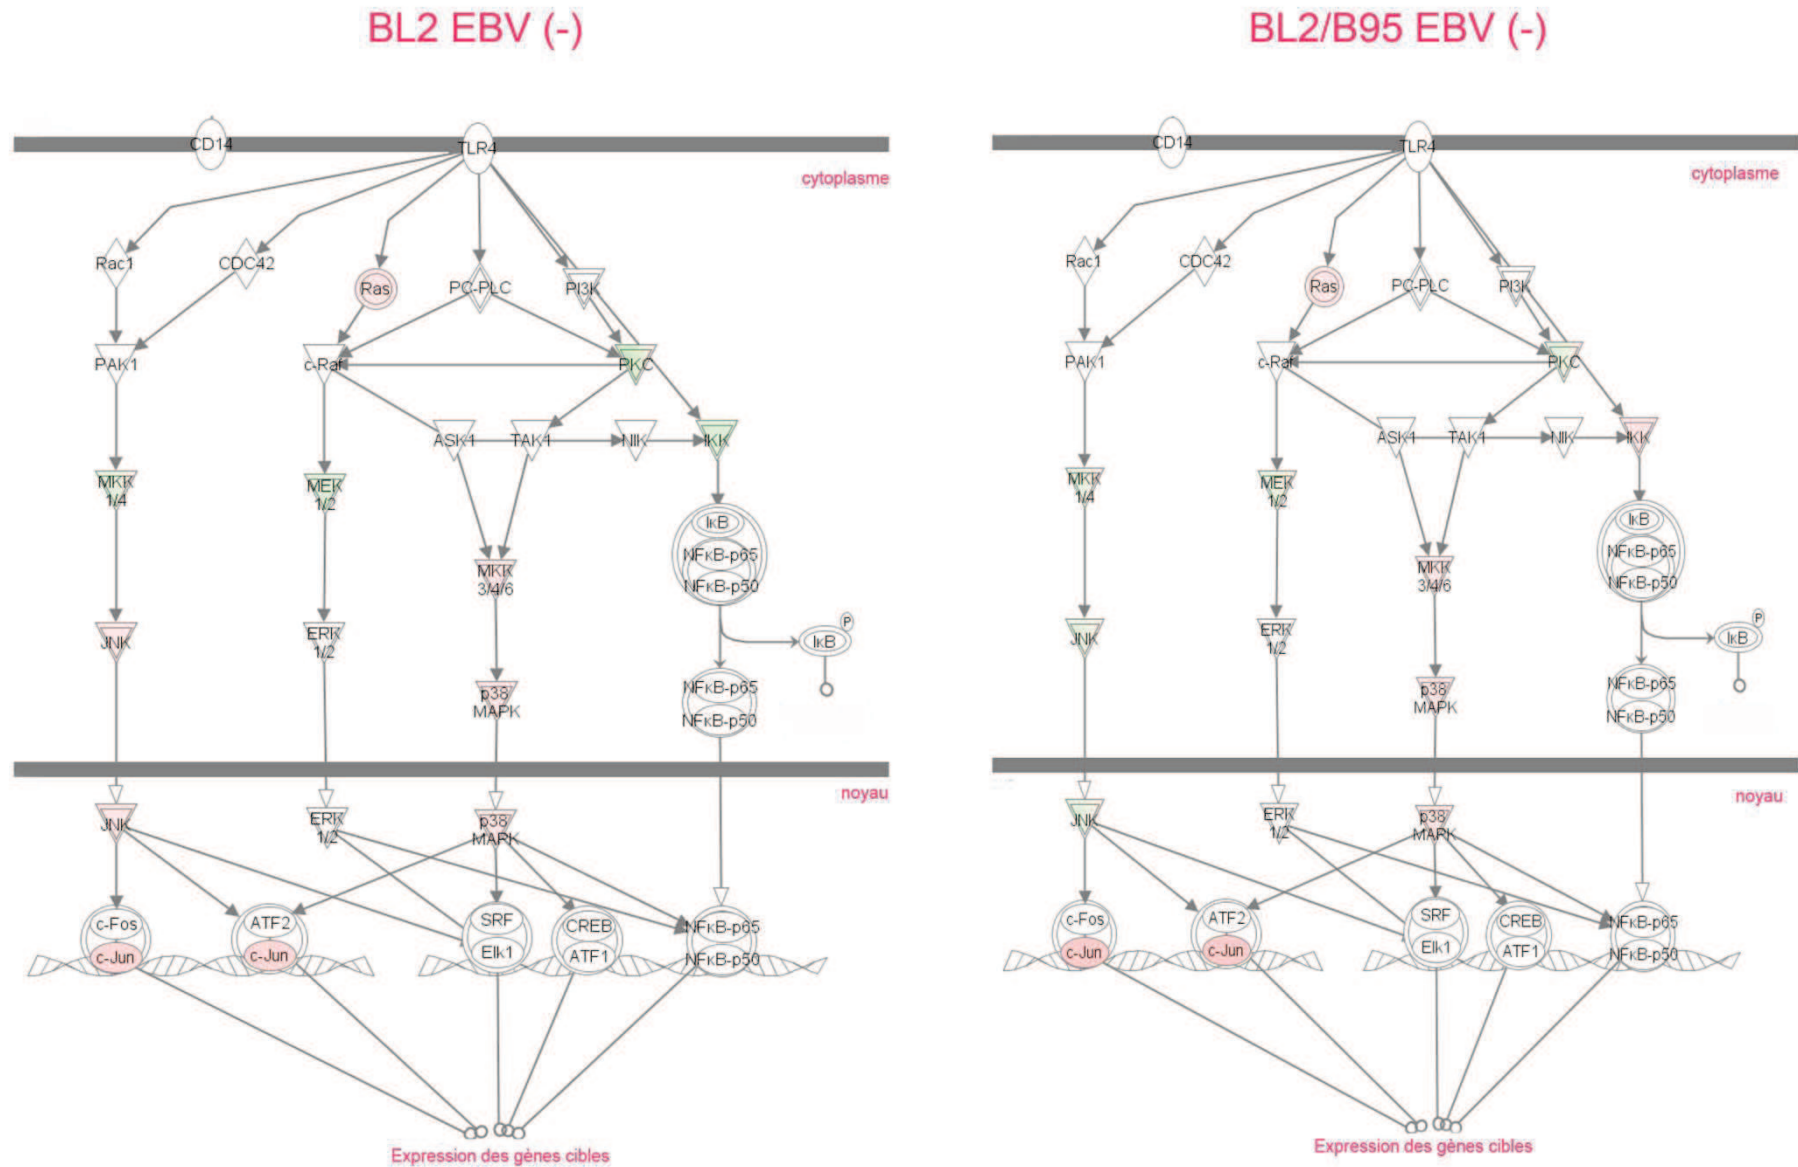 BL2 EBV (-)
CD14
TLR4
cytoplasme
Rac1
CDC42
Ras
PC-PLC
PI3K
PAK1
c-Raf
PKC
ASK1
TAK1
NIK
IKK
MKK
1/4
MEK
1/2
IκB
NFκB-p65
NFκB-p50
MKK
3/4/6
JNK
ERK
1/2
P
IκB
p38
MAPK
NFκB-p65
NFκB-p50
noyau
JNK
ERK
1/2
p38
MAPK
c-Fos
c-Jun
ATF2
c-Jun
SRF
Elk1
CREB
ATF1
NFκB-p65
NFκB-p50
Expression des gènes cibles
BL2/B95 EBV (-)
CD14
TLR4
cytoplasme
Rac1
CDC42
Ras
PC-PLC
PI3K
PAK1
c-Raf
PKC
ASK1
TAK1
NIK
IKK
MKK
1/4
MEK
1/2
IκB
NFκB-p65
NFκB-p50
MKK
3/4/6
JNK
ERK
1/2
P
IκB
p38
MAPK
NFκB-p65
NFκB-p50
noyau
JNK
ERK
1/2
p38
MAPK
c-Fos
c-Jun
ATF2
c-Jun
SRF
Elk1
CREB
ATF1
NFκB-p65
NFκB-p50
Expression des gènes cibles